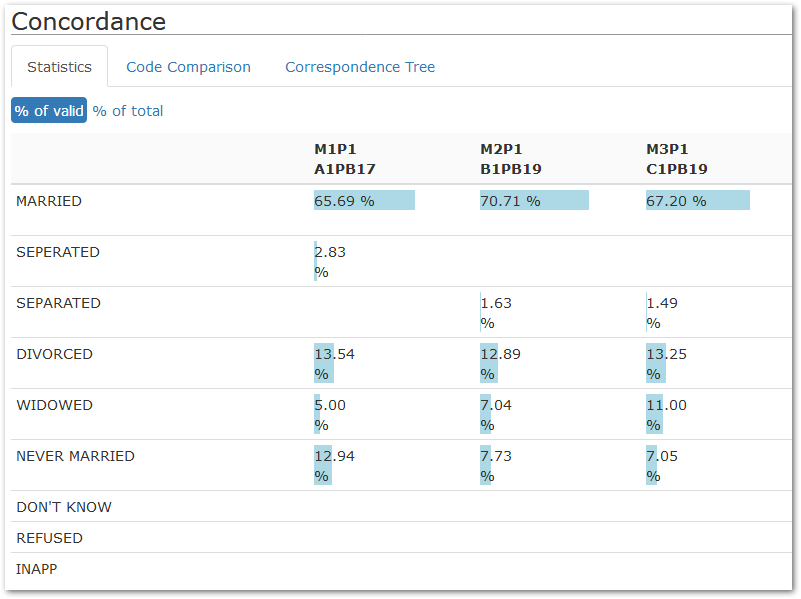 Concordance
Statistics Code Comparison Correspondence Tree
% of valid % of total
M1P1 M2P1 M3P1
A1PB17 B1PB19 C1PB19
MARRIED 65.69 % 70.71 % 67.20 %
SEPERATED 2.83
%
SEPARATED 1.63 1.49
% %
DIVORCED 13.54 12.89 13.25
% % %
WIDOWED 5.00 7.04 11.00
% % %
NEVER MARRIED 12.94 7.73 7.05
% % %
DON'T KNOW
REFUSED
INAPP